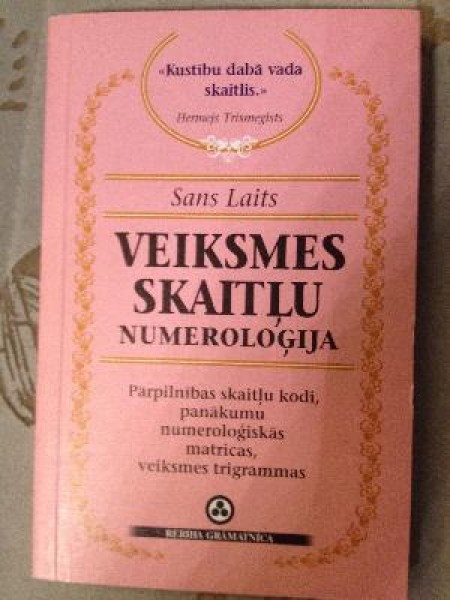 «Kustību dabā vada
skaitlis.»
Hermejs Trismegists
Sans Laits
VEIKSMES
SKAITĻU
NUMEROLOĢIJA
Pārpilnības skaitļu kodi,
panākumu
numeroloģiskās
matricas,
veiksmes trigrammas
RERIHA GRĀMATNĪCA